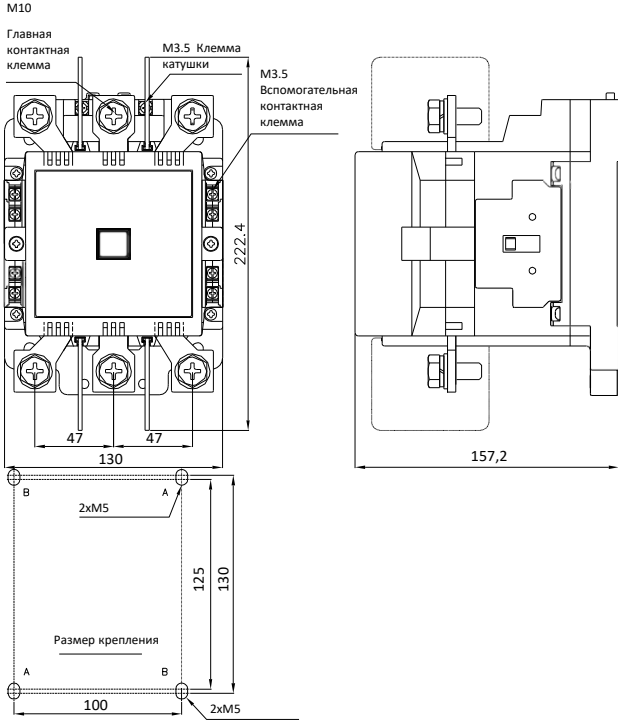 M10
Главная
контактная
клемма
M3.5 Клемма
катушки
M3.5
Вспомогательная
контактная
клемма
222.4
47
47
130
157,2
B
A
2xM5
125
130
Размер крепления
A
B
100
2xM5